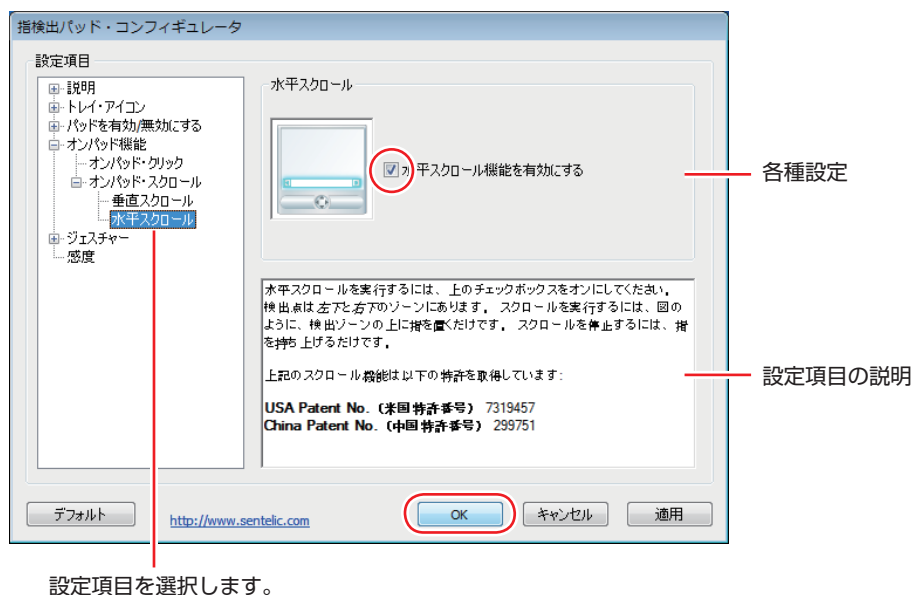 指検出パッド・コンフィギュレータ
設定項目
説明
トレイ・アイコン
パッドを有効/無効にする
オンパッド機能
オンパッド・クリック
オンパッド・スクロール
垂直スクロール
水平スクロール
ジェスチャー
感度
水平スクロール
水平スクロール機能を有効にする
各種設定
水平スクロールを実行するには、上のチェックボックスをオンにしてください。
検出点は左下と右下のゾーンにあります。 スクロールを実行するには、図の
ように、検出ゾーンの上に指を置くだけです。 スクロールを停止するには、指
を持ち上げるだけです。
上記のスクロール機能は以下の特許を取得しています:
USA Patent No. (米国特許番号) 7319457
China Patent No. (中国特許番号) 299751
設定項目の説明
デフォルト
http://www.sentelic.com
OK
キャンセル
適用
設定項目を選択します。